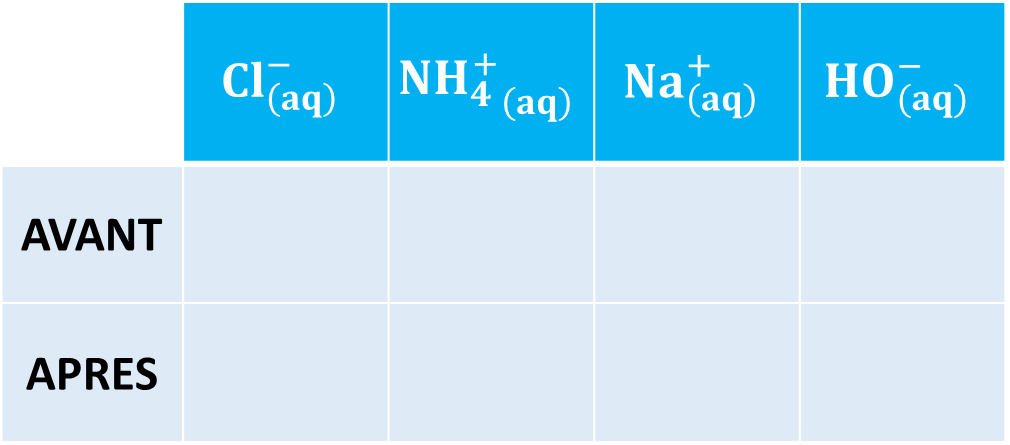 Cl⁻(aq) NH₄⁺(aq) Na⁺(aq) HO⁻(aq)
AVANT
APRES